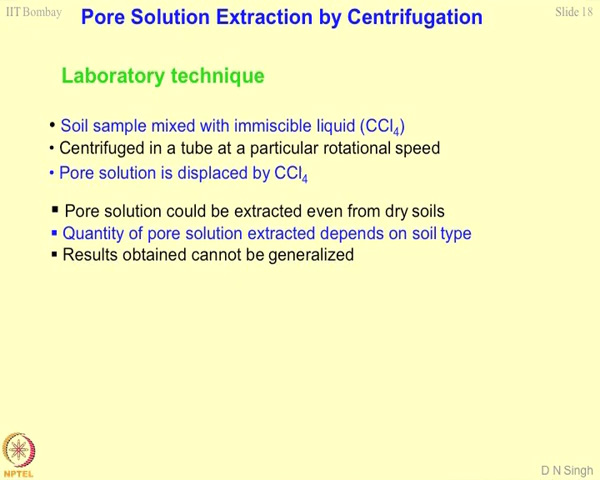 IIT Bombay
Pore Solution Extraction by Centrifugation
Slide 18
Laboratory technique
• Soil sample mixed with immiscible liquid (CCl₄)
• Centrifuged in a tube at a particular rotational speed
• Pore solution is displaced by CCl₄
▪ Pore solution could be extracted even from dry soils
▪ Quantity of pore solution extracted depends on soil type
▪ Results obtained cannot be generalized
NPTEL
D N Singh